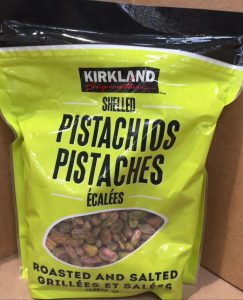 KIRKLAND
Signature
SHELLED
PISTACHIOS
PISTACHES
ÉCALÉES
ROASTED AND SALTED
GRILLÉES ET SALÉES